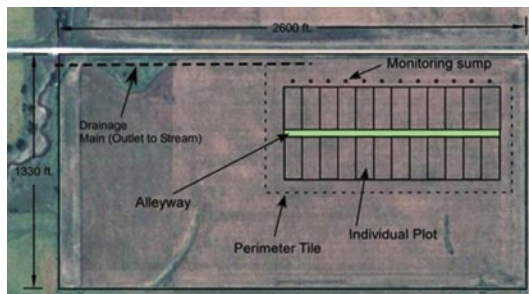 2600 ft.
Monitoring sump
Drainage
Main (Outlet to Stream)
1330 ft.
Alleyway
Individual Plot
Perimeter Tile